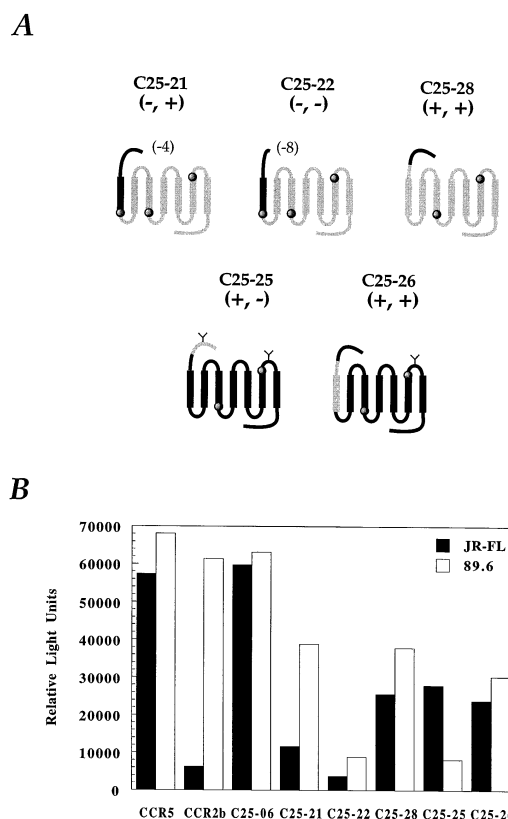 A
C25-21 C25-22 C25-28
(-, +) (-, -) (+, +)
(-4) (-8)
C25-25 C25-26
(+, -) (+, +)
B
70000
60000
50000
40000
30000
20000
10000
0
Relative Light Units
JR-FL
89.6
CCR5 CCR2b C25-06 C25-21 C25-22 C25-28 C25-25